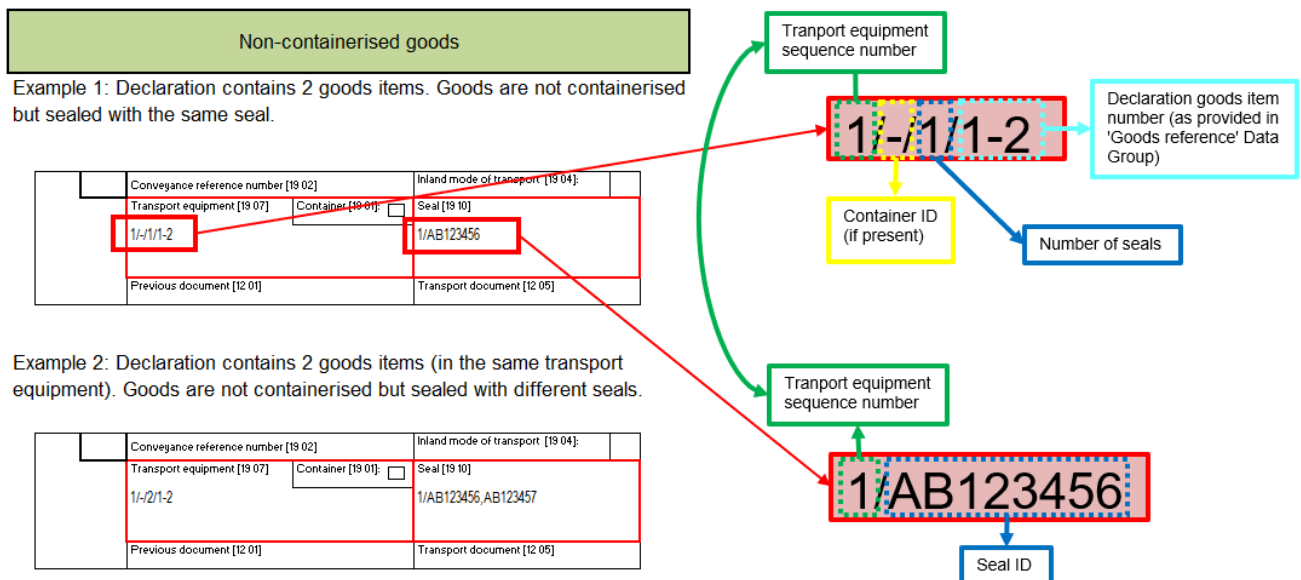 Non-containerised goods
Example 1: Declaration contains 2 goods items. Goods are not containerised
but sealed with the same seal.
Conveyance reference number [19 02]
Inland mode of transport [19 04]:
Transport equipment [19 07]
Container [19 01]:
Seal [19 10]
1/-/1/1-2
1/AB123456
Previous document [12 01]
Transport document [12 05]
Example 2: Declaration contains 2 goods items (in the same transport
equipment). Goods are not containerised but sealed with different seals.
Conveyance reference number [19 02]
Inland mode of transport [19 04]:
Transport equipment [19 07]
Container [19 01]:
Seal [19 10]
1/-/2/1-2
1/AB123456,AB123457
Previous document [12 01]
Transport document [12 05]
Tranport equipment
sequence number
1/-/1/1-2
Declaration goods item
number (as provided in
'Goods reference' Data
Group)
Container ID
(if present)
Number of seals
Tranport equipment
sequence number
1/AB123456
Seal ID